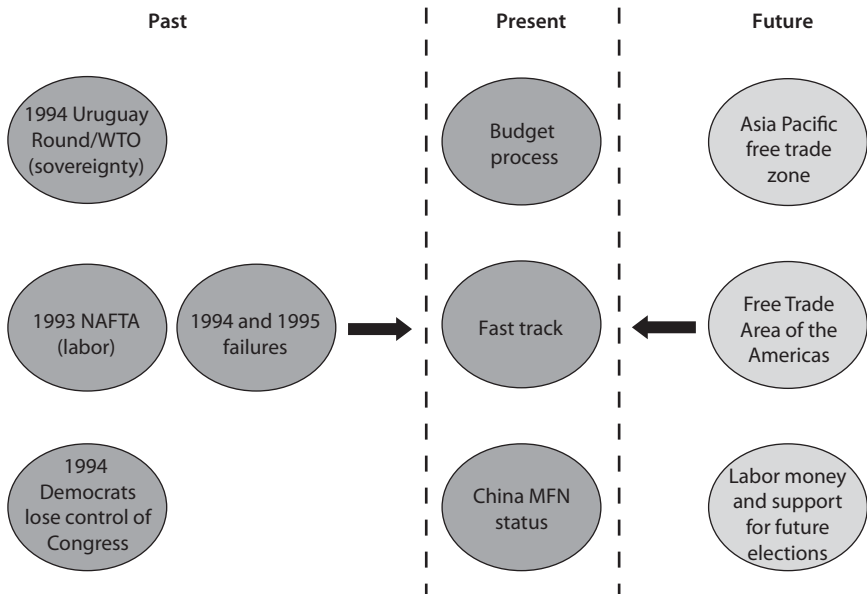 Past
Present
Future
1994 Uruguay
Round/WTO
(sovereignty)
Budget
process
Asia Pacific
free trade
zone
1993 NAFTA
(labor)
1994 and 1995
failures
Fast track
Free Trade
Area of the
Americas
1994
Democrats
lose control of
Congress
China MFN
status
Labor money
and support
for future
elections